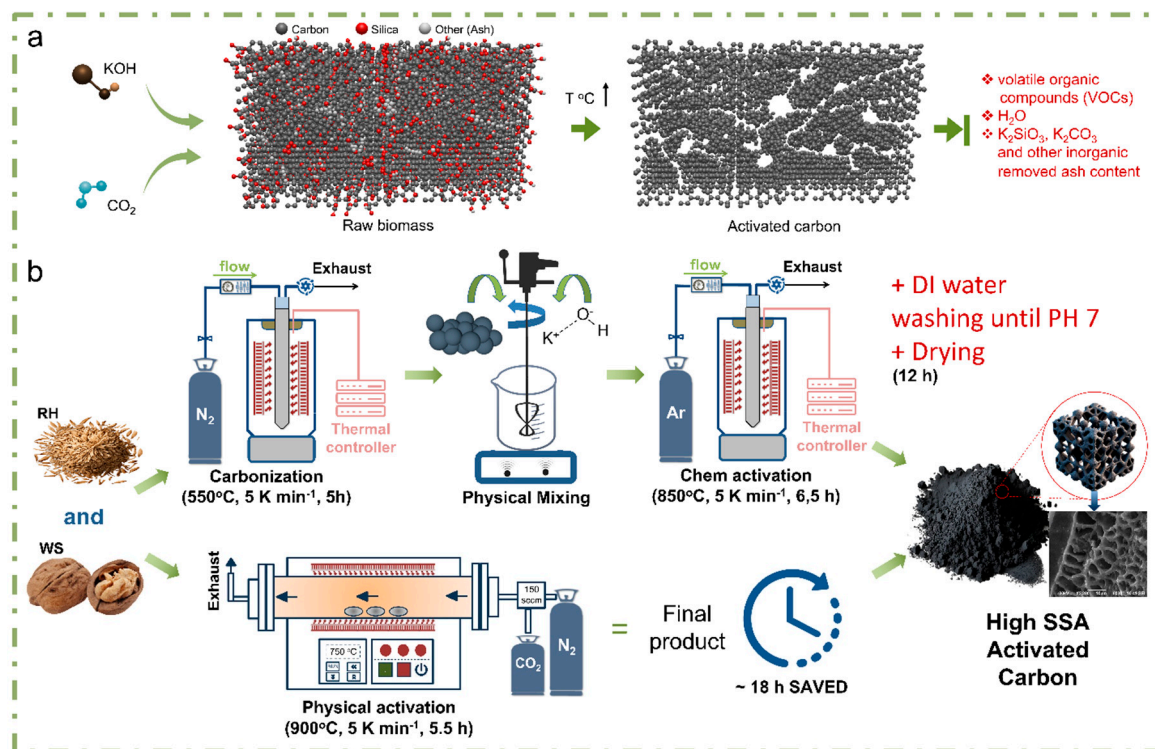 a
Carbon
Silica
Other (Ash)
KOH
CO₂
Raw biomass
T °C
Activated carbon
❖ volatile organic
compounds (VOCs)
❖ H₂O
❖ K₂SiO₃, K₂CO₃
and other inorganic
removed ash content
b
flow
Exhaust
N₂
Thermal
controller
Carbonization
(550°C, 5 K min⁻¹, 5h)
K⁺
O⁻
H
Physical Mixing
flow
Exhaust
Ar
Thermal
controller
Chem activation
(850°C, 5 K min⁻¹, 6,5 h)
+ DI water
washing until PH 7
+ Drying
(12 h)
RH
and
WS
Exhaust
750 °C
150
sccm
CO₂
N₂
Physical activation
(900°C, 5 K min⁻¹, 5.5 h)
=
Final
product
~ 18 h SAVED
High SSA
Activated
Carbon